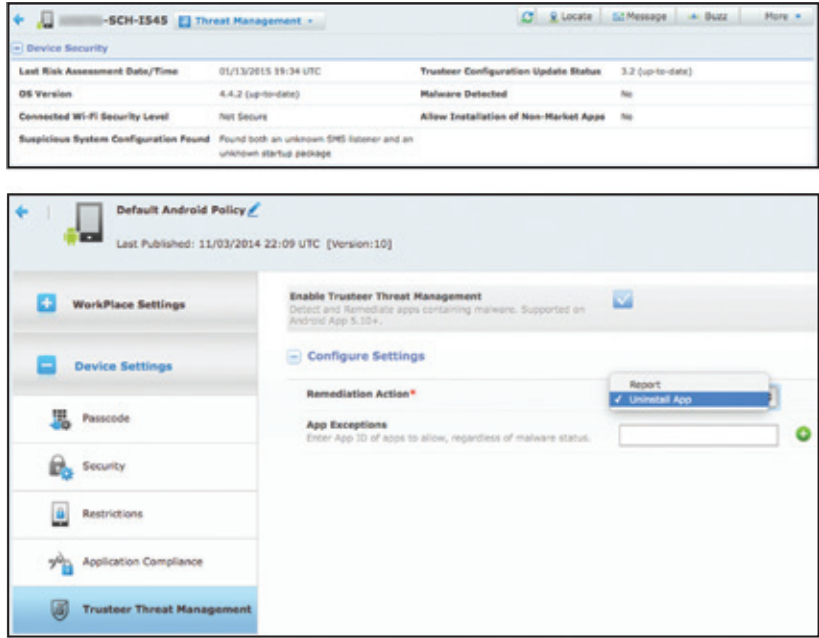 -SCH-I545 Threat Management
Locate Message Buzz More
Device Security
Last Risk Assessment Date/Time 01/13/2015 19:34 UTC Trusteer Configuration Update Status 3.2 (up-to-date)
OS Version 4.4.2 (up-to-date) Malware Detected No
Connected Wi-Fi Security Level Not Secure Allow Installation of Non-Market Apps No
Suspicious System Configuration Found Found both an unknown SMS listener and an
unknown startup package
Default Android Policy
Last Published: 11/03/2014 22:09 UTC [Version:10]
WorkPlace Settings
Device Settings
Passcode
Security
Restrictions
Application Compliance
Trusteer Threat Management
Enable Trusteer Threat Management
Detect and Remediate apps containing malware. Supported on
Android App 5.10+.
Configure Settings
Remediation Action*
Report
Uninstall App
App Exceptions
Enter App ID of apps to allow, regardless of malware status.